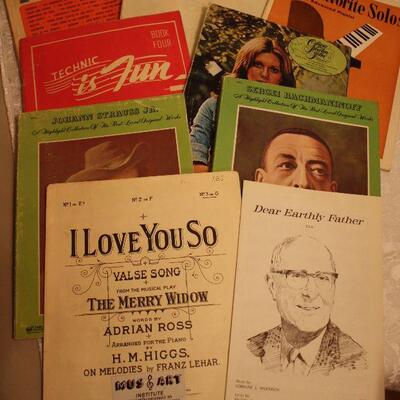 Favorite Solos
Advanced Pianist
BOOK
FOUR
TECHNIC
is Fun
JOHANN STRAUSS JR.
A Highlight Collection Of His Best-Loved Original Works
SERGEI RACHMANINOFF
A Highlight Collection Of His Best-Loved Original Works
No 1 in E♭
No 2 in F
No 3 in G
I LOVE YOU SO
VALSE SONG
FROM THE MUSICAL PLAY
THE MERRY WIDOW
WORDS BY
ADRIAN ROSS
ARRANGED FOR THE PIANO
BY
H. M. HIGGS,
ON MELODIES BY FRANZ LEHAR.
MUS ART
INSTITUTE
Dear Earthly Father